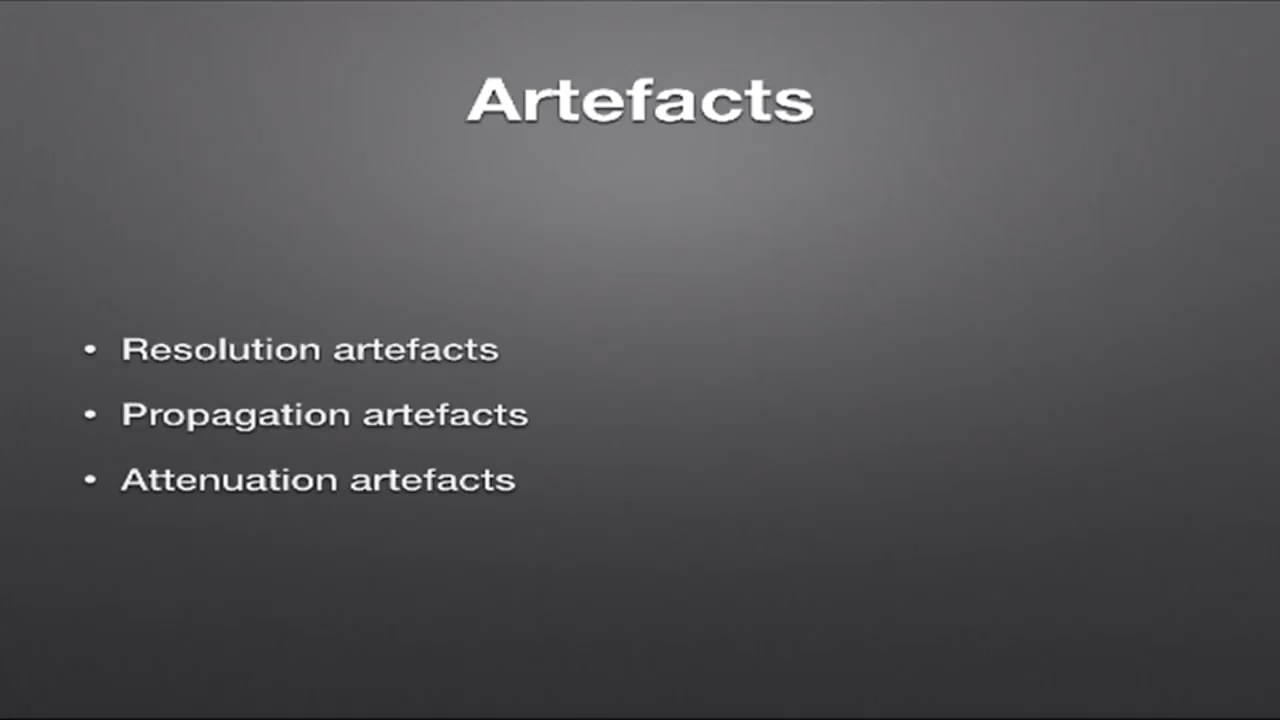 Artefacts
• Resolution artefacts
• Propagation artefacts
• Attenuation artefacts